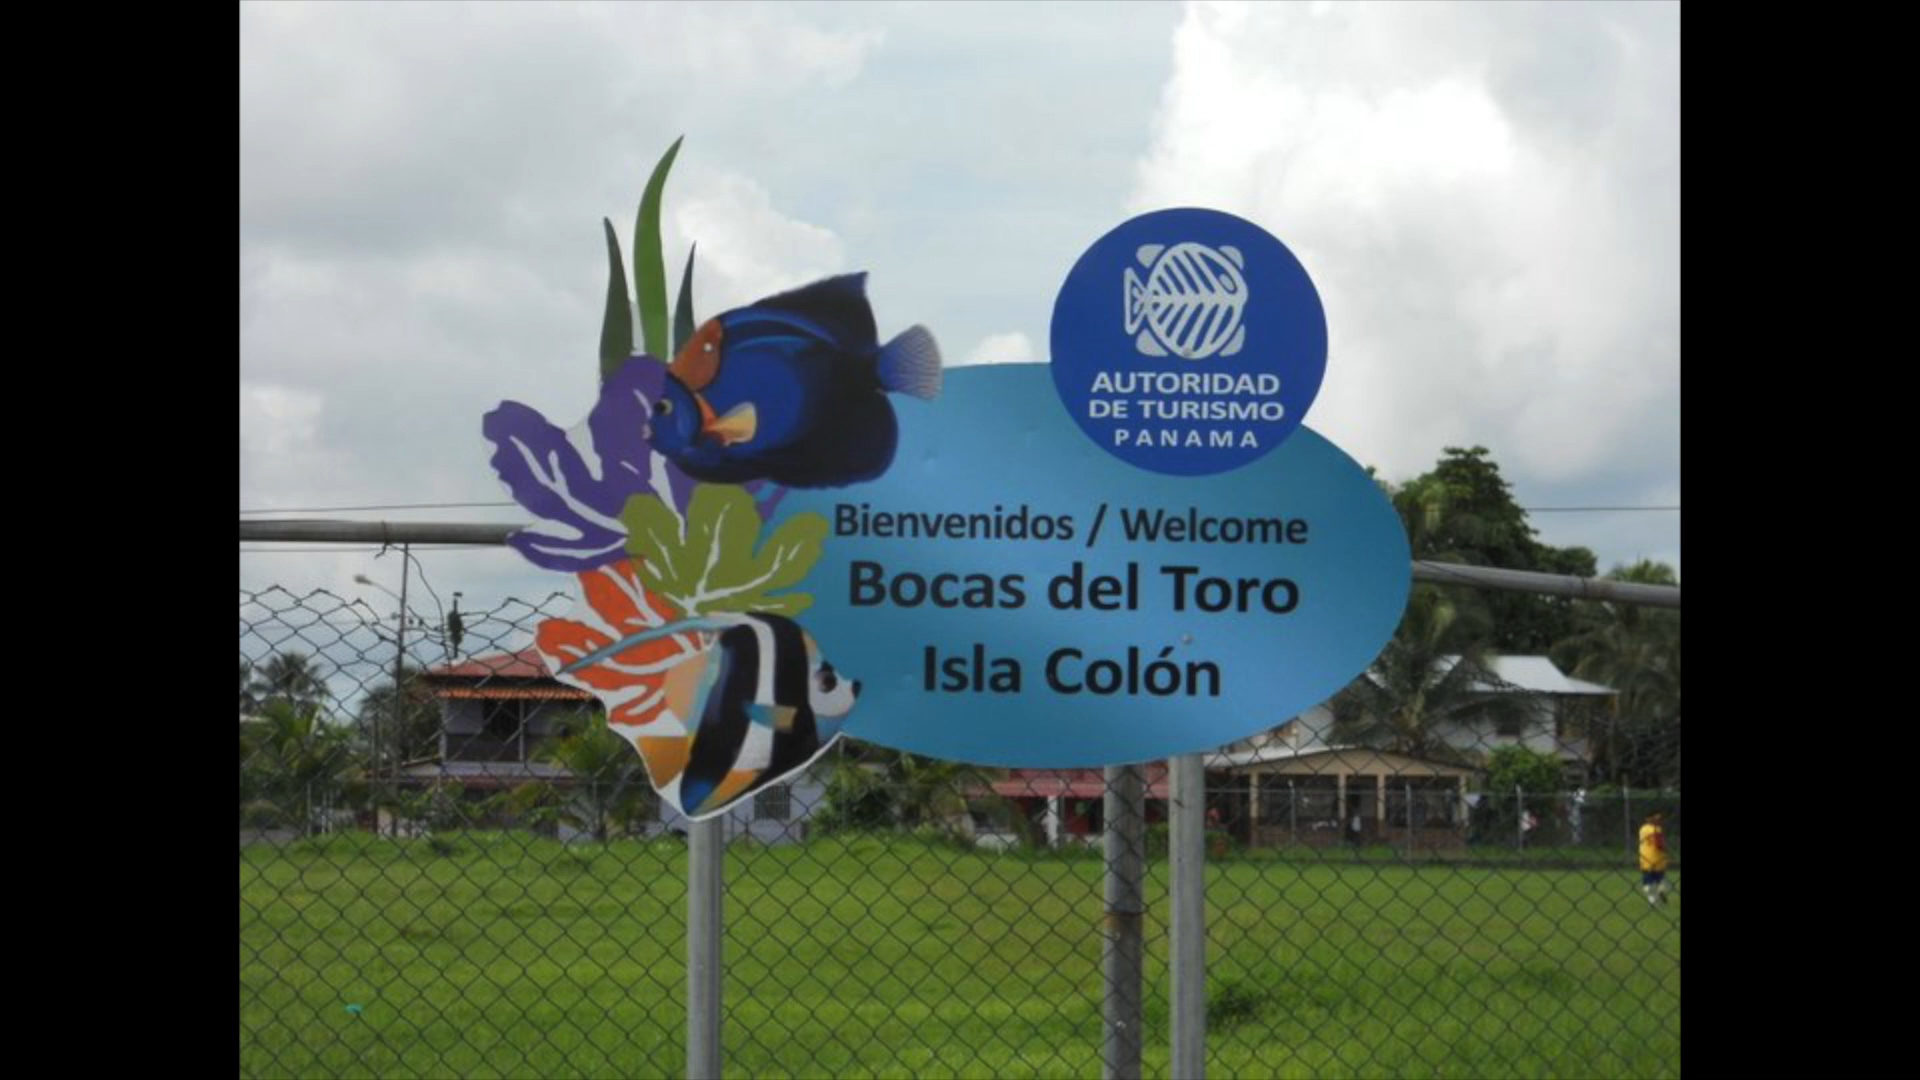 AUTORIDAD
DE TURISMO
PANAMA
Bienvenidos / Welcome
Bocas del Toro
Isla Colón